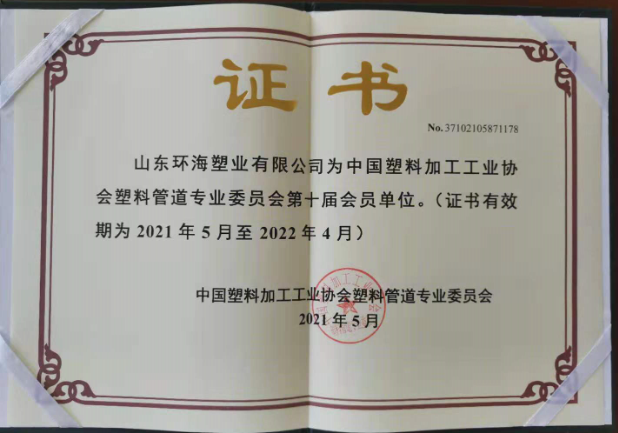 证书
No.37102105871178
山东环海塑业有限公司为中国塑料加工工业协
会塑料管道专业委员会第十届会员单位。（证书有效
期为 2021 年 5 月至 2022 年 4 月）
中国塑料加工工业协会塑料管道专业委员会
2021 年 5 月